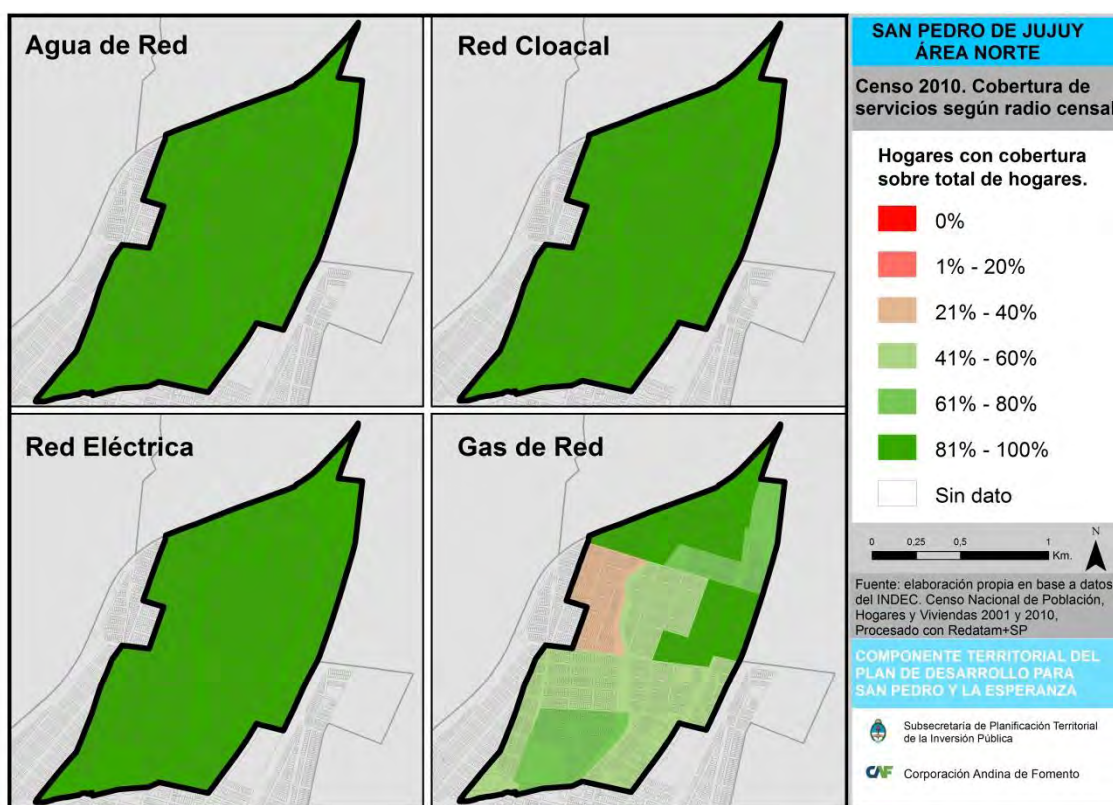 Agua de Red
Red Cloacal
Red Eléctrica
Gas de Red
SAN PEDRO DE JUJUY
ÁREA NORTE
Censo 2010. Cobertura de
servicios según radio censal
Hogares con cobertura
sobre total de hogares.
0%
1% - 20%
21% - 40%
41% - 60%
61% - 80%
81% - 100%
Sin dato
N
0 0,25 0,5 1
Km.
Fuente: elaboración propia en base a datos
del INDEC. Censo Nacional de Población,
Hogares y Viviendas 2001 y 2010,
Procesado con Redatam+SP
COMPONENTE TERRITORIAL DEL
PLAN DE DESARROLLO PARA
SAN PEDRO Y LA ESPERANZA
Subsecretaría de Planificación Territorial
de la Inversión Pública
CAF Corporación Andina de Fomento